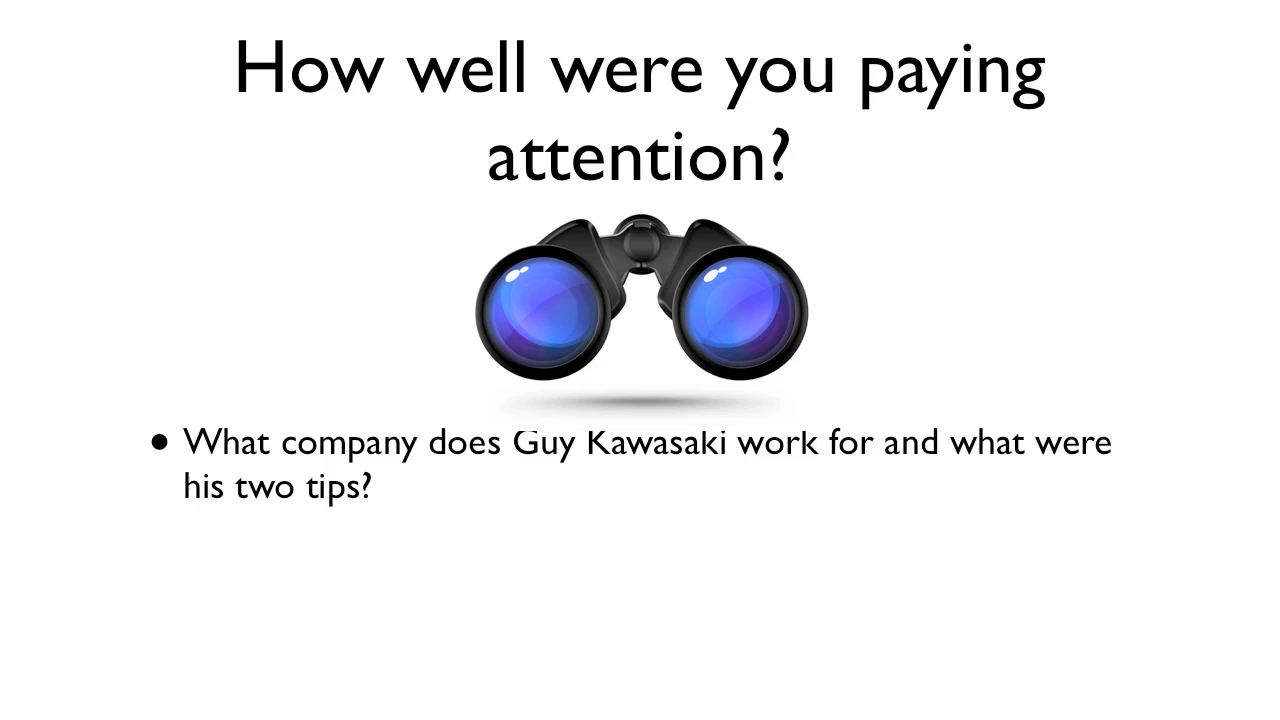 How well were you paying
attention?
• What company does Guy Kawasaki work for and what were
his two tips?